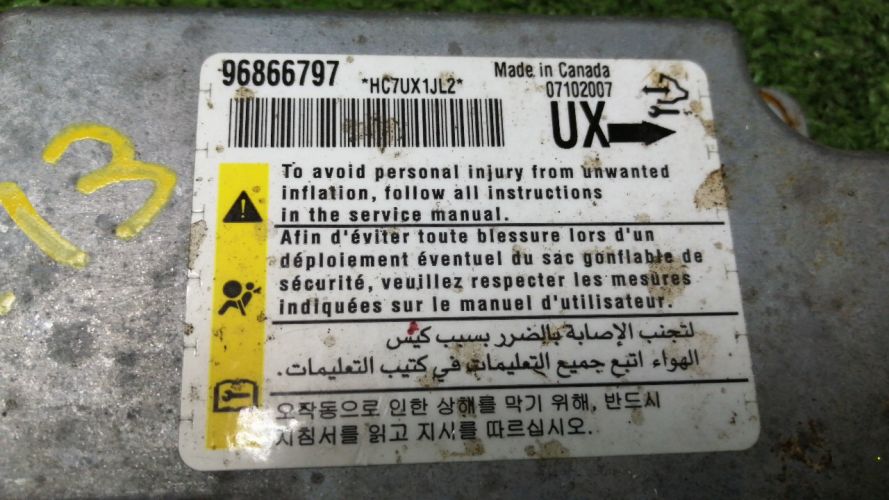 96866797
*HC7UX1JL2*
Made in Canada
07102007
UX
13
To avoid personal injury from unwanted
inflation, follow all instructions
in the service manual.
Afin d'éviter toute blessure lors d'un
déploiement éventuel du sac gonflable de
sécurité, veuillez respecter les mesures
indiquées sur le manuel d'utilisateur.
لتجنب الإصابة بالضرر بسبب كيس
الهواء اتبع جميع التعليمات في كتيب التعليمات.
오작동으로 인한 상해를 막기 위해, 반드시
지침서를 읽고 지시를 따르십시오.